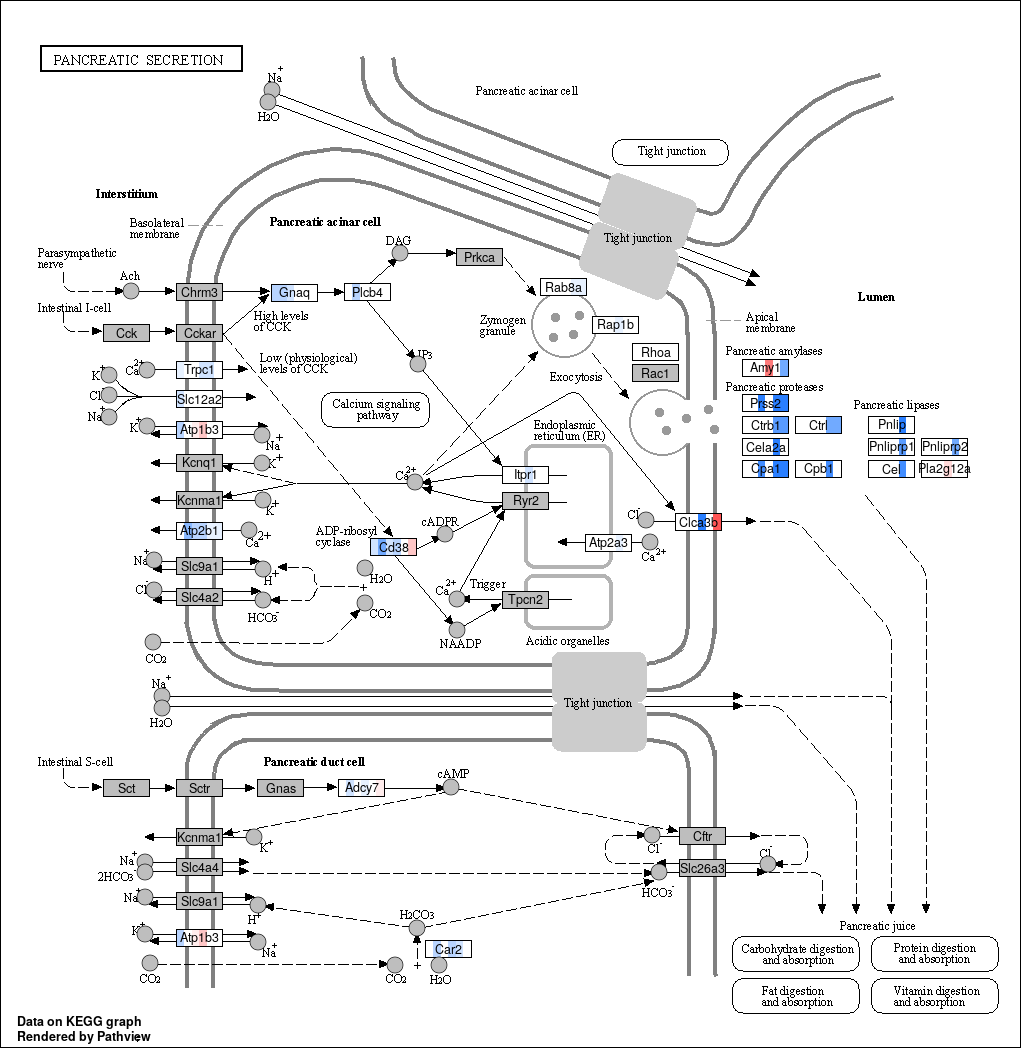 PANCREATIC SECRETION
Na+
H2O
Pancreatic acinar cell
Tight junction
Interstitium
Basolateral
membrane
Pancreatic acinar cell
Tight junction
Parasympathetic
nerve
Ach
Chrm3
Gnaq
Plcb4
DAG
Prkca
Rab8a
Lumen
Intestinal I-cell
Cck
Cckar
High levels
of CCK
Zymogen
granule
Rap1b
Apical
membrane
IP3
Rhoa
Rac1
Low (physiological)
levels of CCK
Exocytosis
Pancreatic amylases
Amy1
K+
Ca2+
Trpc1
Cl-
Slc12a2
Na+
Calcium signaling
pathway
Pancreatic proteases
Prss2
Pancreatic lipases
Ctrb1
Ctrl
Pnlip
K+
Atp1b3
Na+
Endoplasmic
reticulum (ER)
Cela2a
Pnliprp1
Pnliprp2
Kcnq1
K+
Cpa1
Cpb1
Cel
Pla2g12a
Ca2+
Itpr1
Kcnma1
K+
Ryr2
Atp2b1
Ca2+
ADP-ribosyl
cyclase
cADPR
Cl-
Clca3b
Cd38
Atp2a3
Ca2+
Na+
Slc9a1
H+
H2O
+
Cl-
Slc4a2
HCO3-
CO2
Ca2+
Trigger
Tpcn2
NAADP
Acidic organelles
CO2
Na+
H2O
Tight junction
Intestinal S-cell
Pancreatic duct cell
Sct
Sctr
Gnas
Adcy7
cAMP
Kcnma1
K+
Cl-
Cftr
Cl-
Na+
2HCO3-
Slc4a4
HCO3-
Slc26a3
Na+
Slc9a1
H+
H2CO3
K+
Atp1b3
Na+
Car2
+
CO2
CO2
H2O
Pancreatic juice
Carbohydrate digestion
and absorption
Protein digestion
and absorption
Fat digestion
and absorption
Vitamin digestion
and absorption
Data on KEGG graph
Rendered by Pathview